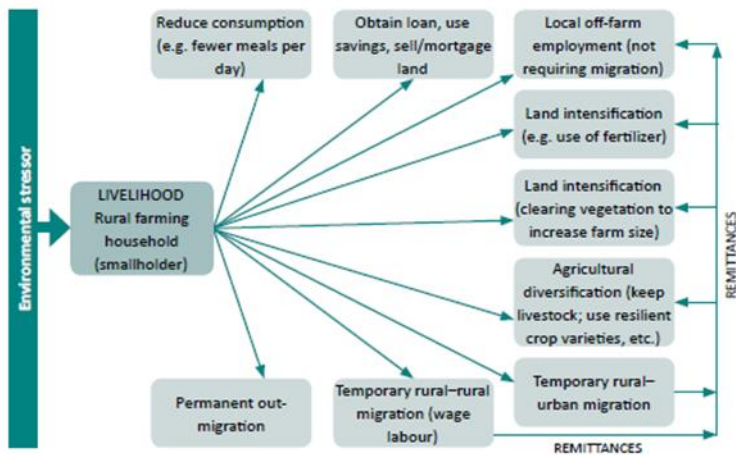 Environmental stressor
LIVELIHOOD
Rural farming
household
(smallholder)
Reduce consumption
(e.g. fewer meals per
day)
Obtain loan, use
savings, sell/mortgage
land
Local off-farm
employment (not
requiring migration)
Land intensification
(e.g. use of fertilizer)
Land intensification
(clearing vegetation to
increase farm size)
Agricultural
diversification (keep
livestock; use resilient
crop varieties, etc.)
Permanent out-
migration
Temporary rural–rural
migration (wage
labour)
Temporary rural–
urban migration
REMITTANCES
REMITTANCES